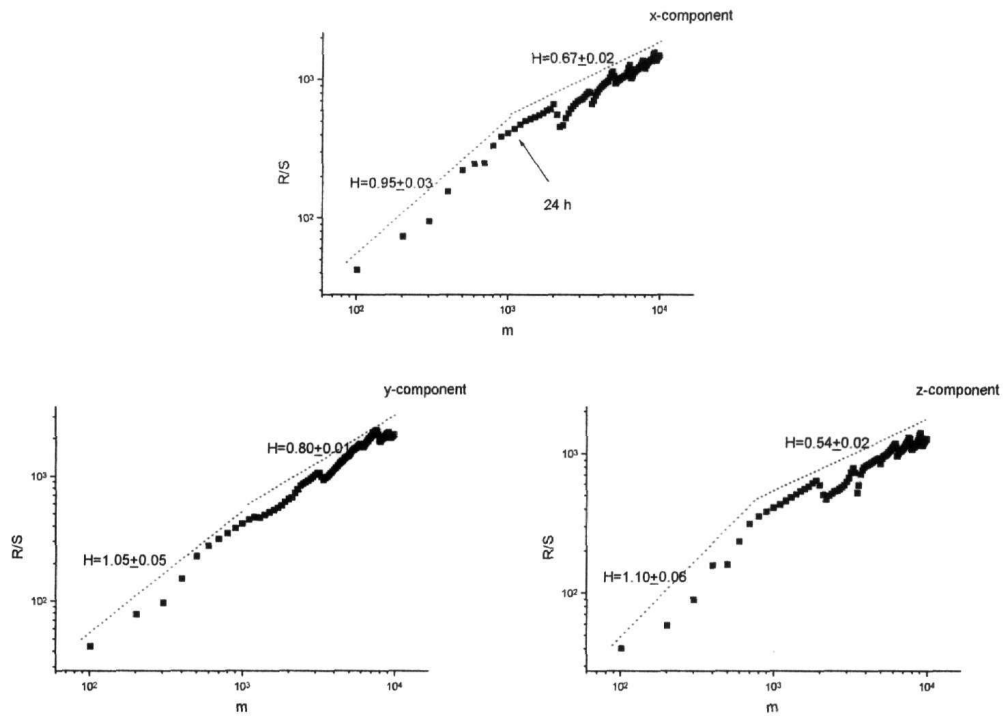 x-component
H=0.67±0.02
10³
R/S
H=0.95±0.03
24 h
10²
10² 10³ 10⁴
m
y-component
H=0.80±0.01
10³
R/S
H=1.05±0.05
10²
10² 10³ 10⁴
m
z-component
H=0.54±0.02
10³
R/S
H=1.10±0.06
10²
10² 10³ 10⁴
m